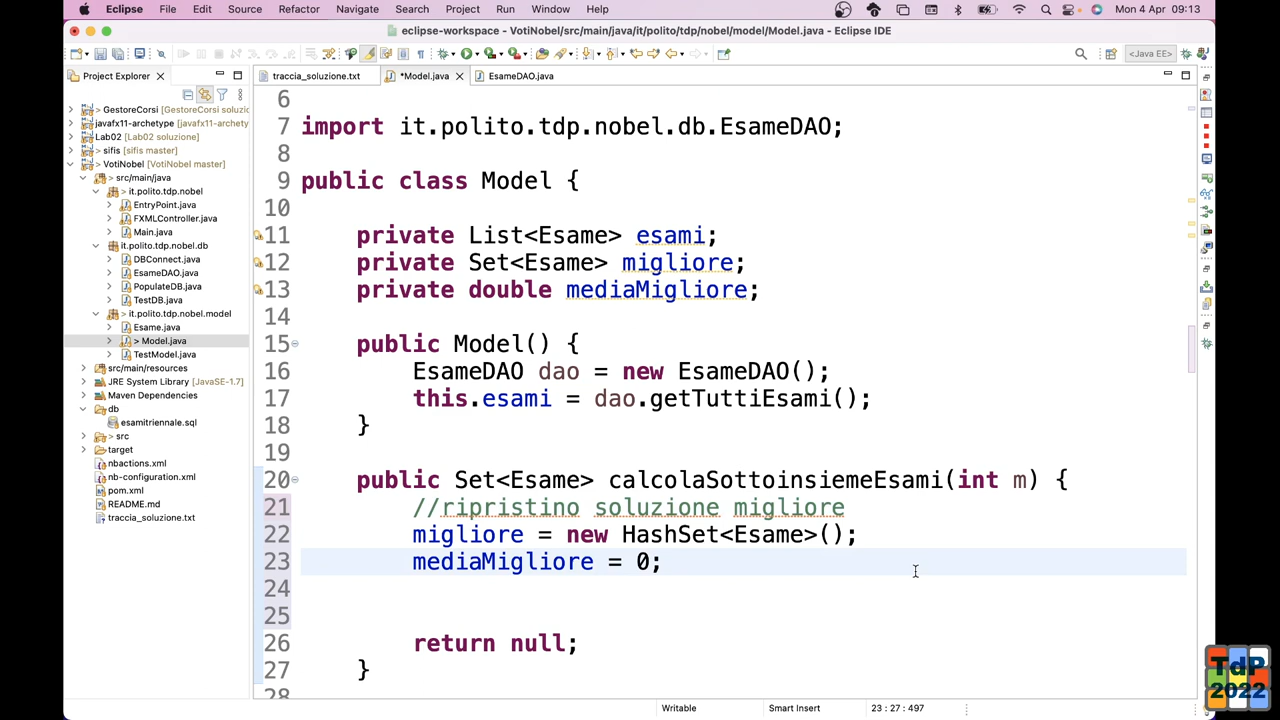 Eclipse File Edit Source Refactor Navigate Search Project Run Window Help Mon 4 Apr 09:13
eclipse-workspace - VotiNobel/src/main/java/it/polito/tdp/nobel/model/Model.java - Eclipse IDE
<Java EE>
Project Explorer
traccia_soluzione.txt
*Model.java
EsameDAO.java
> GestoreCorsi [GestoreCorsi soluzio
javafx11-archetype [javafx11-archety
Lab02 [Lab02 soluzione]
> sifis [sifis master]
VotiNobel [VotiNobel master]
> src/main/java
> it.polito.tdp.nobel
EntryPoint.java
FXMLController.java
Main.java
it.polito.tdp.nobel.db
DBConnect.java
EsameDAO.java
PopulateDB.java
TestDB.java
> it.polito.tdp.nobel.model
Esame.java
> Model.java
TestModel.java
src/main/resources
JRE System Library [JavaSE-1.7]
Maven Dependencies
db
esamitriennale.sql
src
target
nbactions.xml
nb-configuration.xml
pom.xml
README.md
traccia_soluzione.txt
6
7 import it.polito.tdp.nobel.db.EsameDAO;
8
9 public class Model {
10
11 private List<Esame> esami;
12 private Set<Esame> migliore;
13 private double mediaMigliore;
14
15 public Model() {
16 EsameDAO dao = new EsameDAO();
17 this.esami = dao.getTuttiEsami();
18 }
19
20 public Set<Esame> calcolaSottoinsiemeEsami(int m) {
21 //ripristino soluzione migliore
22 migliore = new HashSet<Esame>();
23 mediaMigliore = 0;
24
25
26 return null;
27 }
28
Writable Smart Insert 23 : 27 : 497
TdP
2022